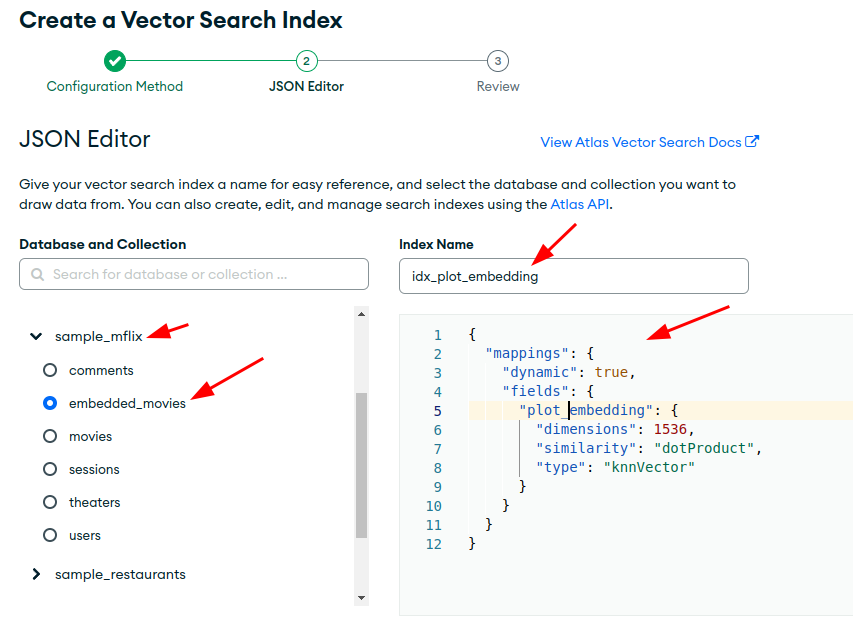 Create a Vector Search Index
2
3
Configuration Method
JSON Editor
Review
JSON Editor
View Atlas Vector Search Docs
Give your vector search index a name for easy reference, and select the database and collection you want to
draw data from. You can also create, edit, and manage search indexes using the Atlas API.
Database and Collection
Search for database or collection ...
sample_mflix
comments
embedded_movies
movies
sessions
theaters
users
sample_restaurants
Index Name
idx_plot_embedding
1 {
2 "mappings": {
3 "dynamic": true,
4 "fields": {
5 "plot_embedding": {
6 "dimensions": 1536,
7 "similarity": "dotProduct",
8 "type": "knnVector"
9 }
10 }
11 }
12 }